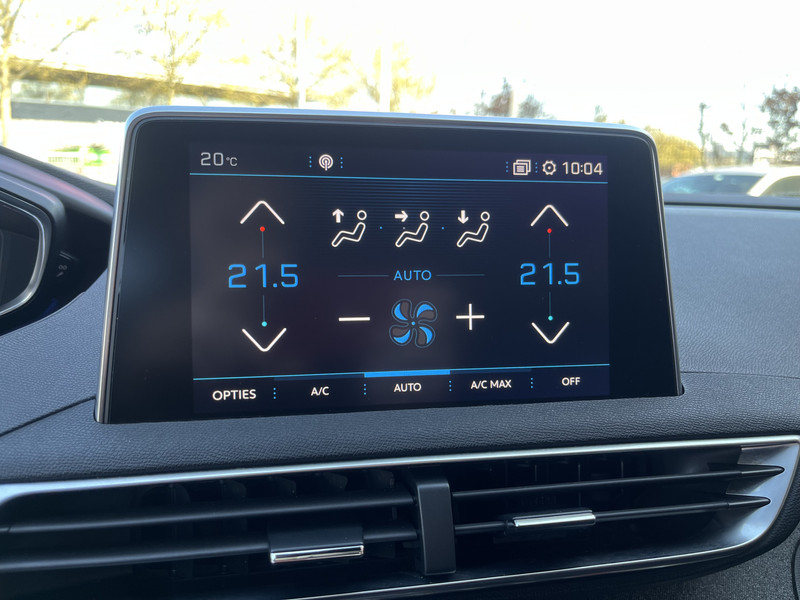 20°C 10:04
21.5 21.5
AUTO
OPTIES A/C AUTO A/C MAX OFF